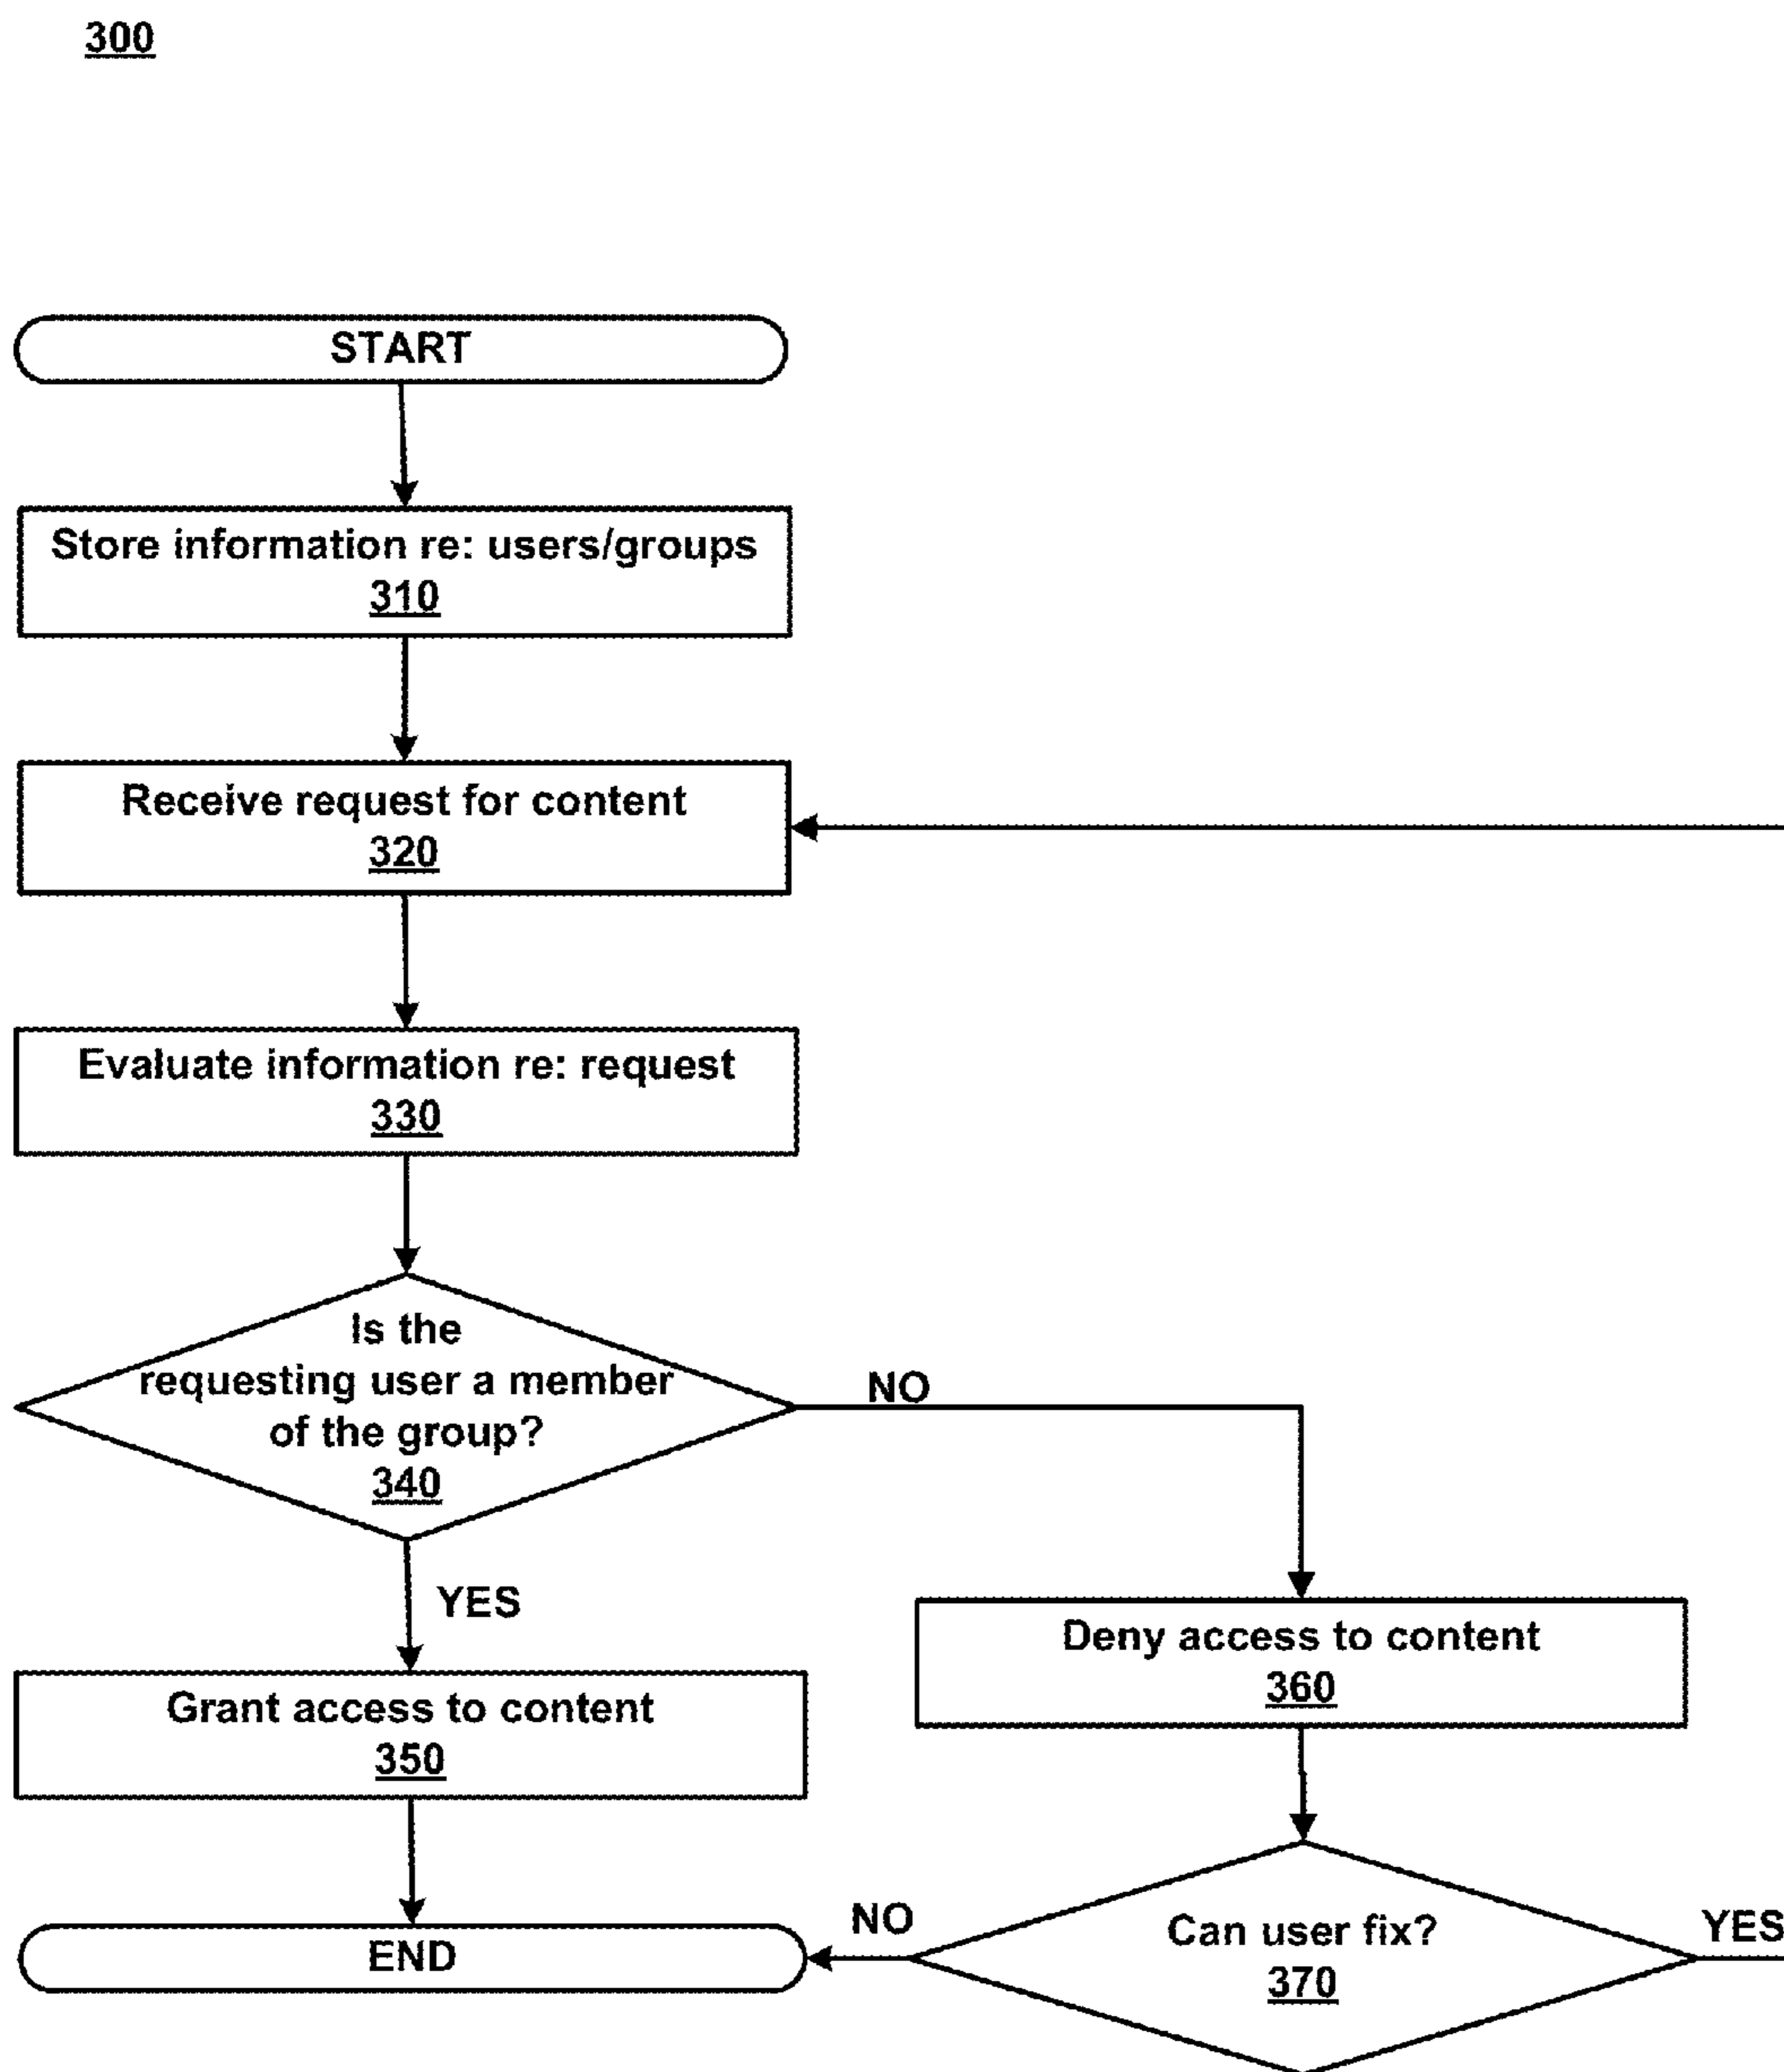 300
START
Store information re: users/groups
310
Receive request for content
320
Evaluate information re: request
330
Is the
requesting user a member
of the group?
340
NO
YES
Deny access to content
360
Grant access to content
350
Can user fix?
370
NO
YES
END